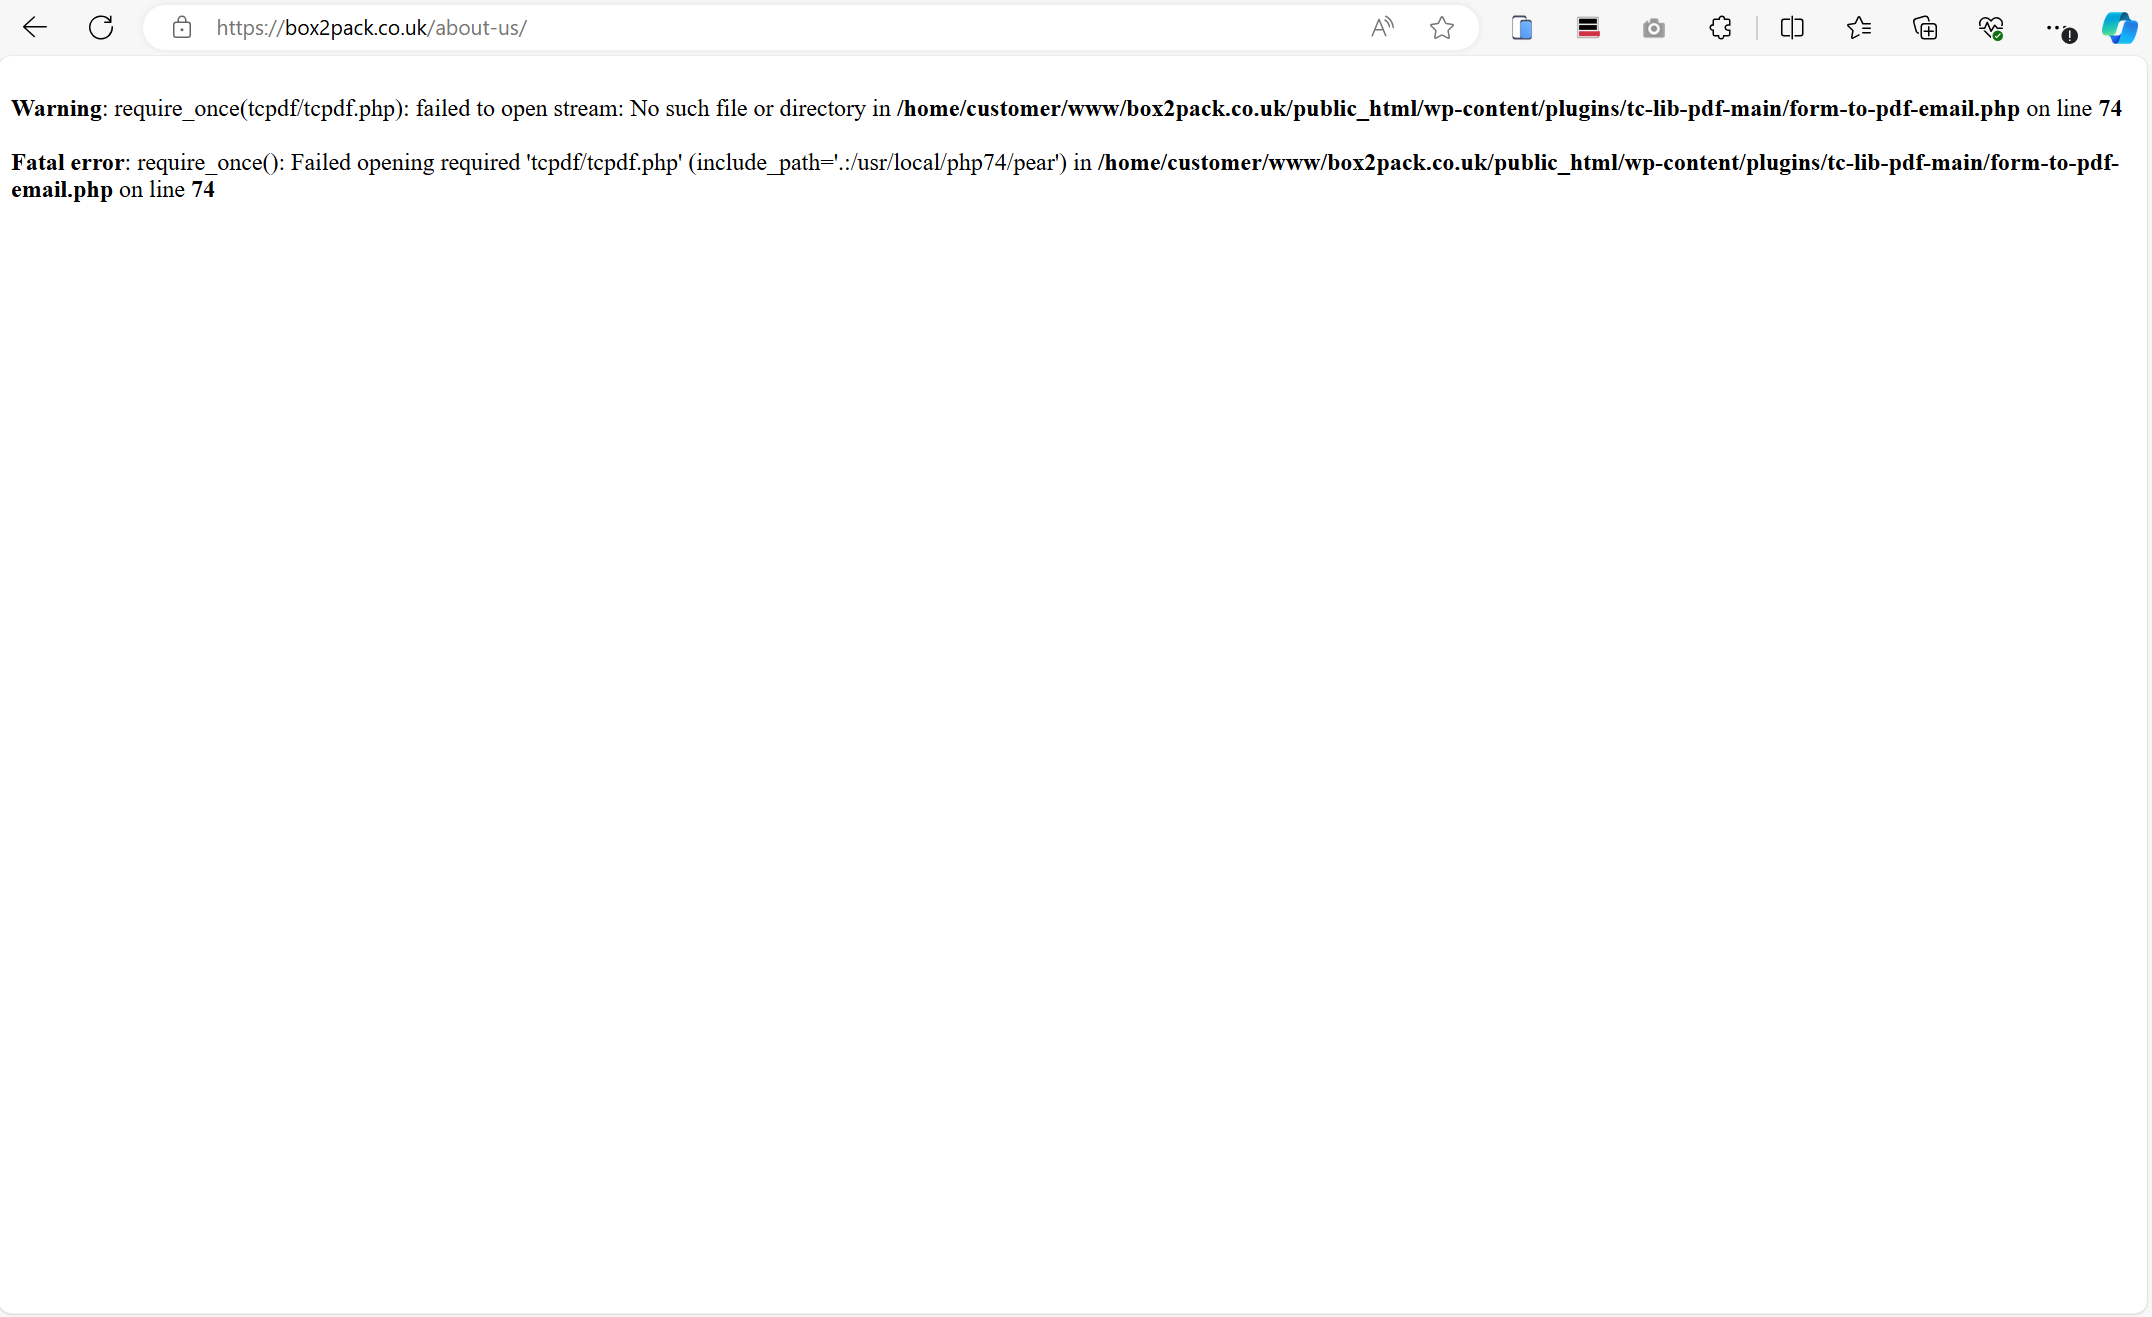 https://box2pack.co.uk/about-us/
Warning: require_once(tcpdf/tcpdf.php): failed to open stream: No such file or directory in /home/customer/www/box2pack.co.uk/public_html/wp-content/plugins/tc-lib-pdf-main/form-to-pdf-email.php on line 74
Fatal error: require_once(): Failed opening required 'tcpdf/tcpdf.php' (include_path='.:/usr/local/php74/pear') in /home/customer/www/box2pack.co.uk/public_html/wp-content/plugins/tc-lib-pdf-main/form-to-pdf-
email.php on line 74